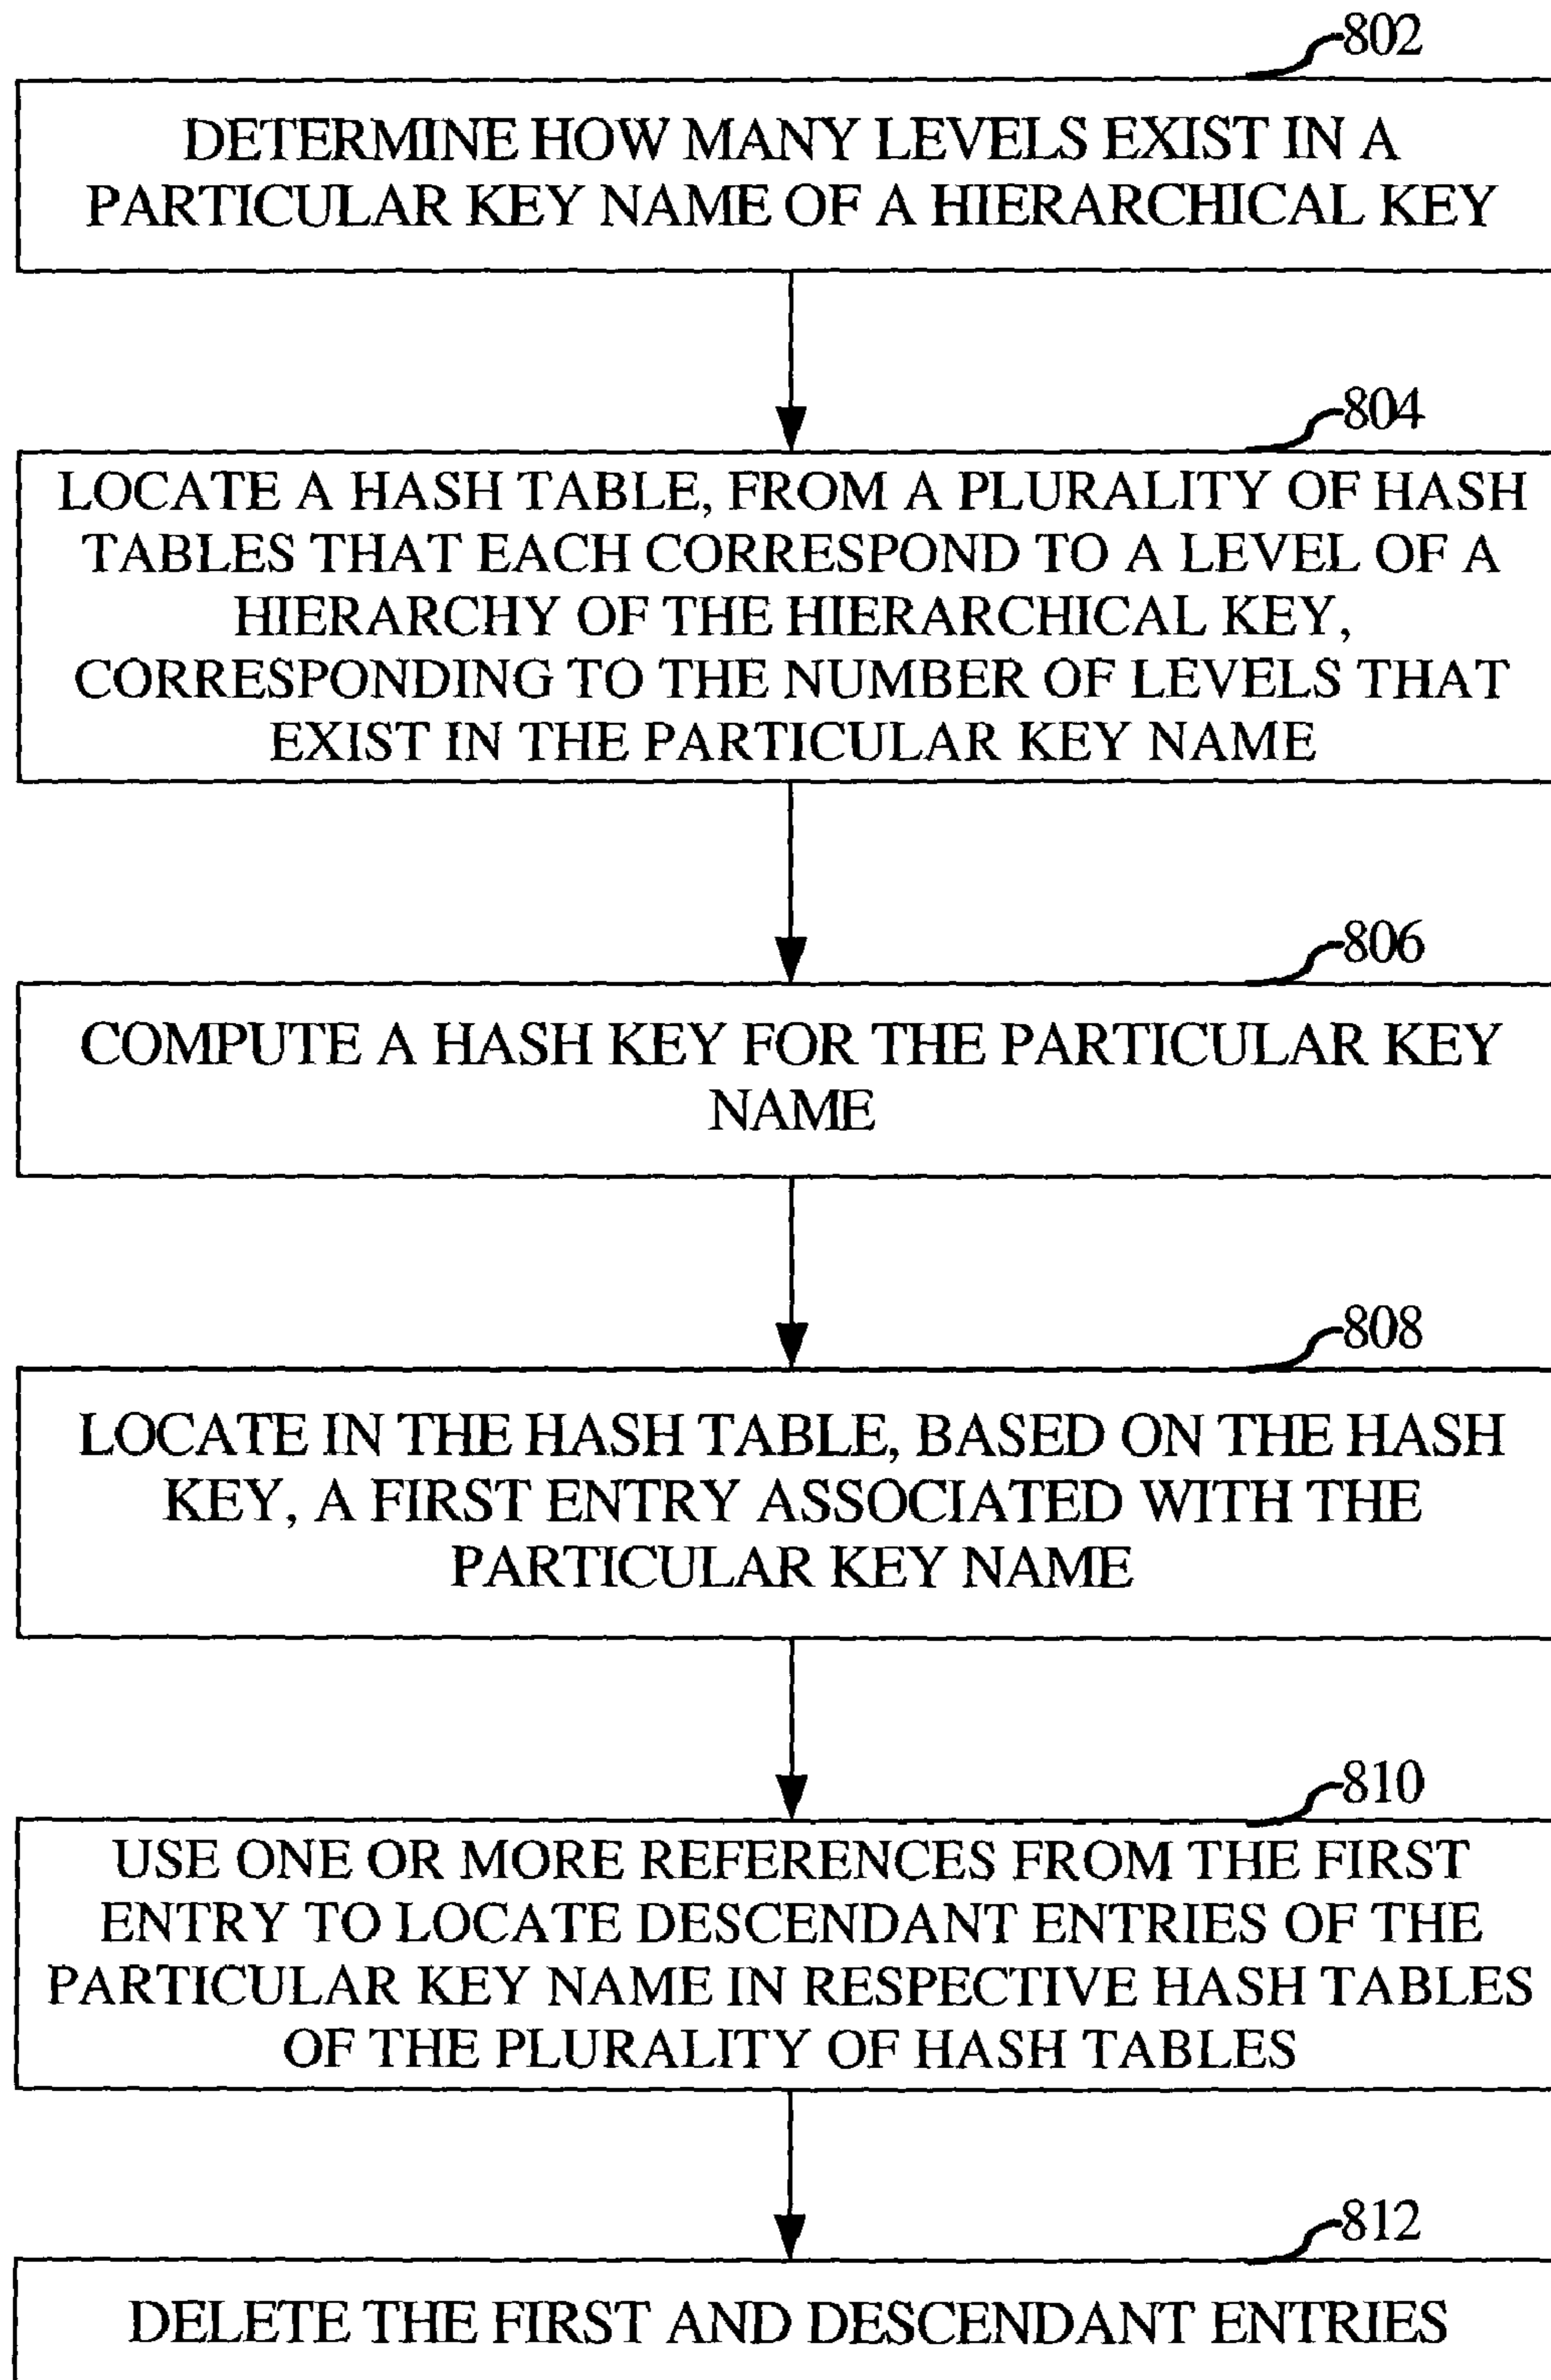 802
DETERMINE HOW MANY LEVELS EXIST IN A
PARTICULAR KEY NAME OF A HIERARCHICAL KEY
804
LOCATE A HASH TABLE, FROM A PLURALITY OF HASH
TABLES THAT EACH CORRESPOND TO A LEVEL OF A
HIERARCHY OF THE HIERARCHICAL KEY,
CORRESPONDING TO THE NUMBER OF LEVELS THAT
EXIST IN THE PARTICULAR KEY NAME
806
COMPUTE A HASH KEY FOR THE PARTICULAR KEY
NAME
808
LOCATE IN THE HASH TABLE, BASED ON THE HASH
KEY, A FIRST ENTRY ASSOCIATED WITH THE
PARTICULAR KEY NAME
810
USE ONE OR MORE REFERENCES FROM THE FIRST
ENTRY TO LOCATE DESCENDANT ENTRIES OF THE
PARTICULAR KEY NAME IN RESPECTIVE HASH TABLES
OF THE PLURALITY OF HASH TABLES
812
DELETE THE FIRST AND DESCENDANT ENTRIES